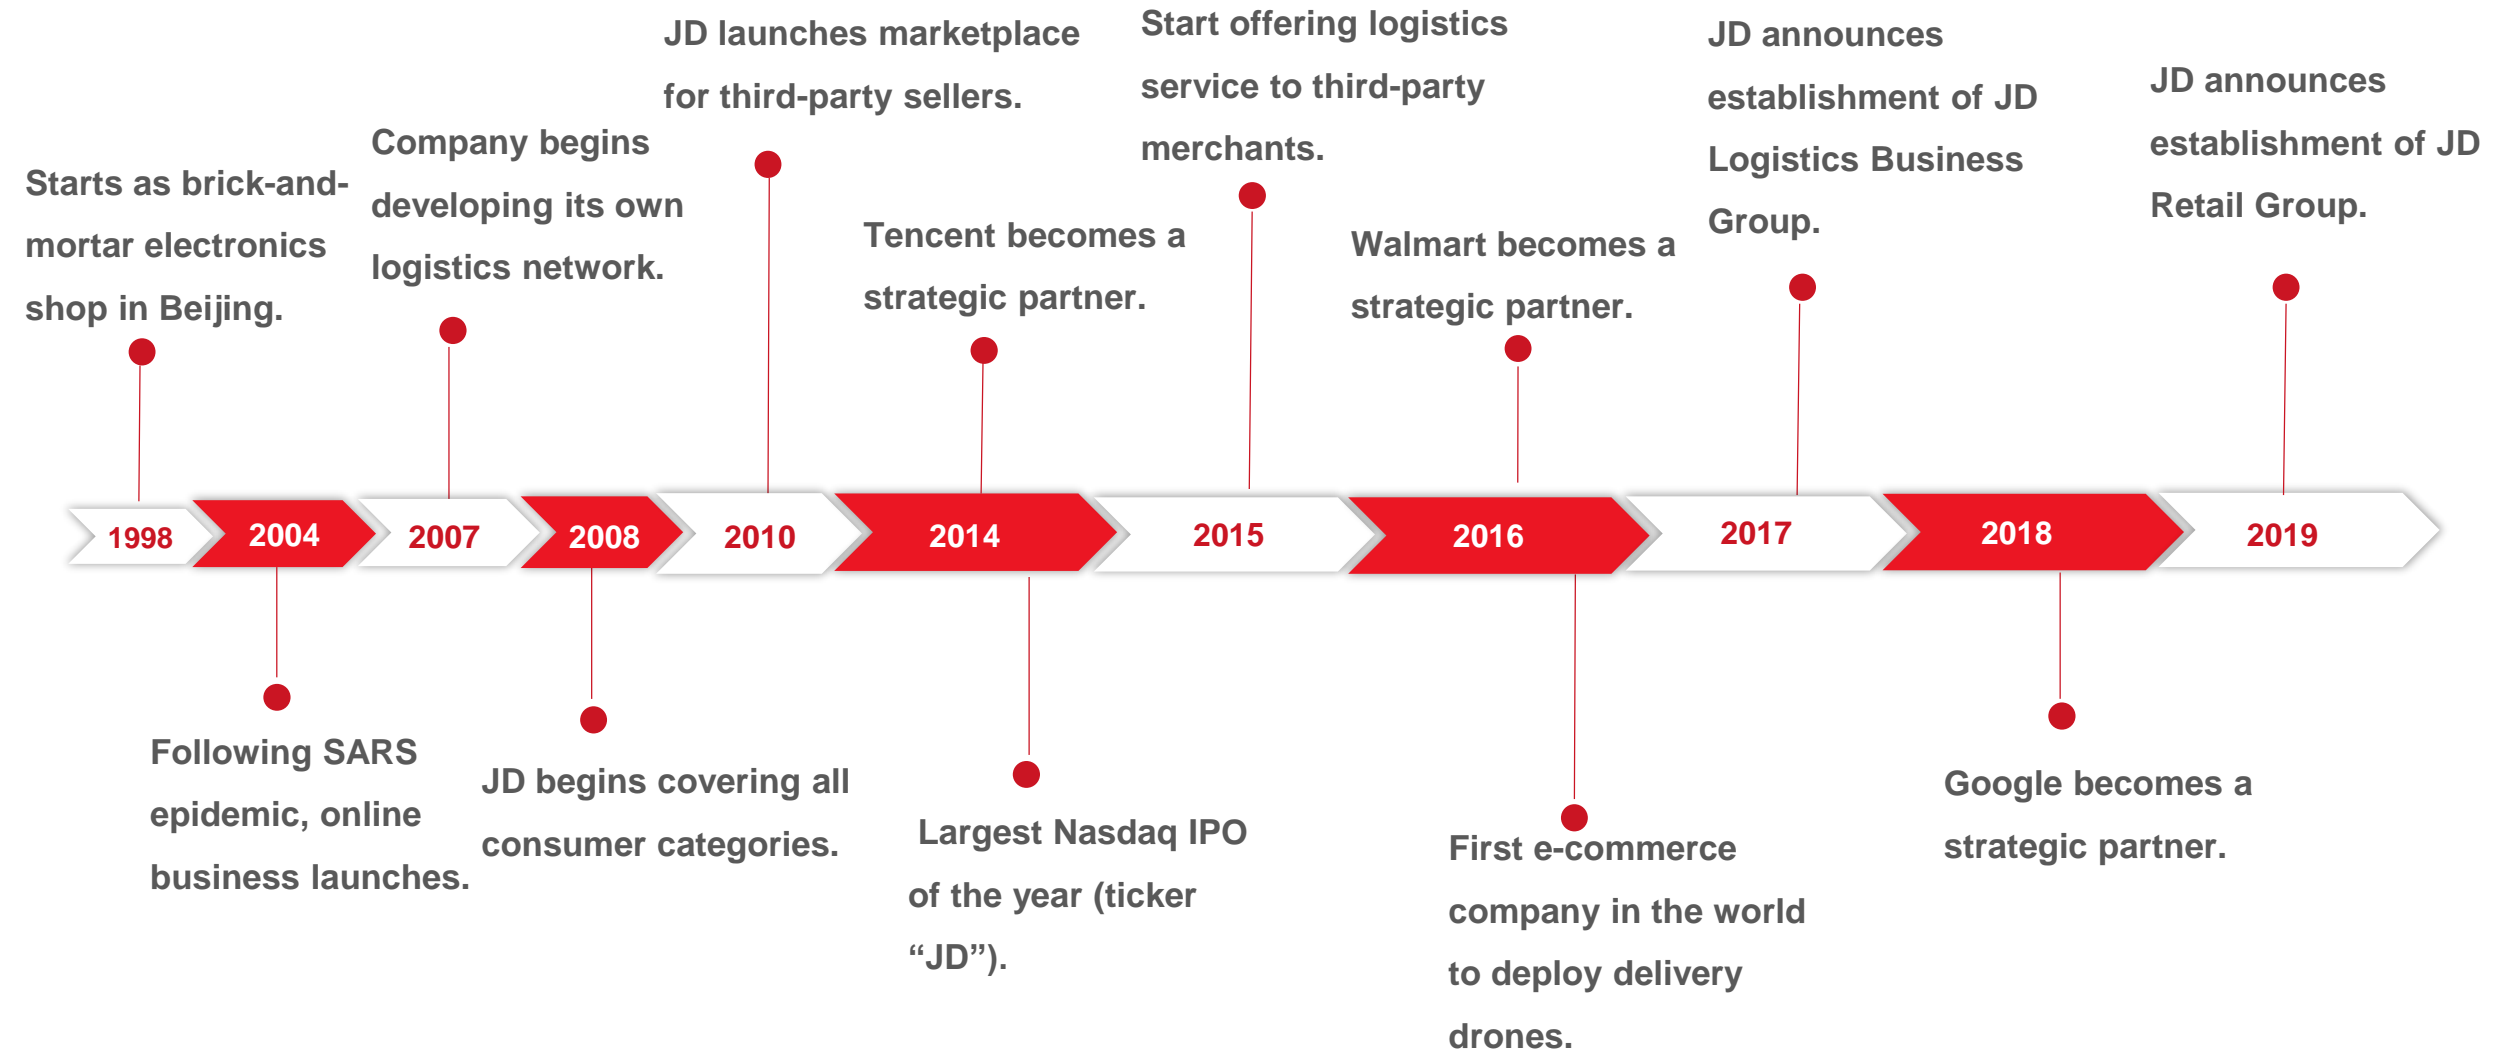 Starts as brick-and-
mortar electronics
shop in Beijing.
Company begins
developing its own
logistics network.
JD launches marketplace
for third-party sellers.
Tencent becomes a
strategic partner.
Start offering logistics
service to third-party
merchants.
Walmart becomes a
strategic partner.
JD announces
establishment of JD
Logistics Business
Group.
JD announces
establishment of JD
Retail Group.
1998
2004
2007
2008
2010
2014
2015
2016
2017
2018
2019
Following SARS
epidemic, online
business launches.
JD begins covering all
consumer categories.
Largest Nasdaq IPO
of the year (ticker
“JD”).
First e-commerce
company in the world
to deploy delivery
drones.
Google becomes a
strategic partner.